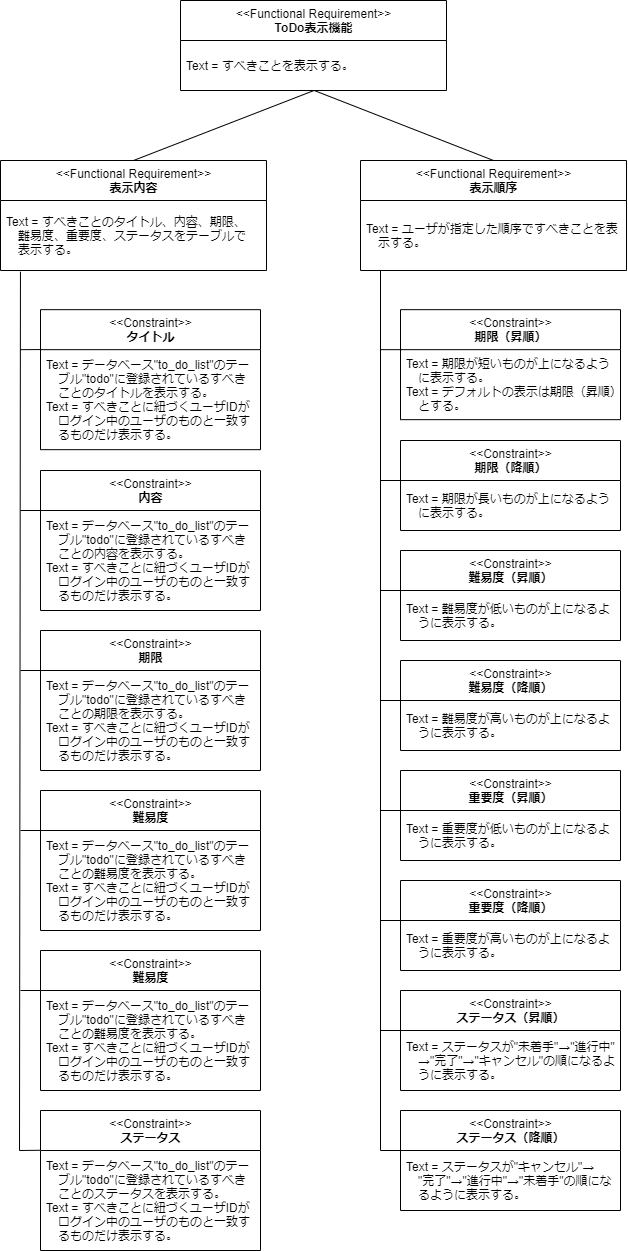 <<Functional Requirement>>
ToDo表示機能
Text = すべきことを表示する。
<<Functional Requirement>>
表示内容
Text = すべきことのタイトル、内容、期限、
難易度、重要度、ステータスをテーブルで
表示する。
<<Constraint>>
タイトル
Text = データベース"to_do_list"のテー
ブル"todo"に登録されているすべき
ことのタイトルを表示する。
Text = すべきことに紐づくユーザIDが
ログイン中のユーザのものと一致す
るものだけ表示する。
<<Constraint>>
内容
Text = データベース"to_do_list"のテー
ブル"todo"に登録されているすべき
ことの内容を表示する。
Text = すべきことに紐づくユーザIDが
ログイン中のユーザのものと一致す
るものだけ表示する。
<<Constraint>>
期限
Text = データベース"to_do_list"のテー
ブル"todo"に登録されているすべき
ことの期限を表示する。
Text = すべきことに紐づくユーザIDが
ログイン中のユーザのものと一致す
るものだけ表示する。
<<Constraint>>
難易度
Text = データベース"to_do_list"のテー
ブル"todo"に登録されているすべき
ことの難易度を表示する。
Text = すべきことに紐づくユーザIDが
ログイン中のユーザのものと一致す
るものだけ表示する。
<<Constraint>>
難易度
Text = データベース"to_do_list"のテー
ブル"todo"に登録されているすべき
ことの難易度を表示する。
Text = すべきことに紐づくユーザIDが
ログイン中のユーザのものと一致す
るものだけ表示する。
<<Constraint>>
ステータス
Text = データベース"to_do_list"のテー
ブル"todo"に登録されているすべき
ことのステータスを表示する。
Text = すべきことに紐づくユーザIDが
ログイン中のユーザのものと一致す
るものだけ表示する。
<<Functional Requirement>>
表示順序
Text = ユーザが指定した順序ですべきことを表
示する。
<<Constraint>>
期限（昇順）
Text = 期限が短いものが上になるよう
に表示する。
Text = デフォルトの表示は期限（昇順）
とする。
<<Constraint>>
期限（降順）
Text = 期限が長いものが上になるよう
に表示する。
<<Constraint>>
難易度（昇順）
Text = 難易度が低いものが上になるよ
うに表示する。
<<Constraint>>
難易度（降順）
Text = 難易度が高いものが上になるよ
うに表示する。
<<Constraint>>
重要度（昇順）
Text = 重要度が低いものが上になるよ
うに表示する。
<<Constraint>>
重要度（降順）
Text = 重要度が高いものが上になるよ
うに表示する。
<<Constraint>>
ステータス（昇順）
Text = ステータスが"未着手"→"進行中"
→"完了"→"キャンセル"の順になるよ
うに表示する。
<<Constraint>>
ステータス（降順）
Text = ステータスが"キャンセル"→
"完了"→"進行中"→"未着手"の順にな
るように表示する。